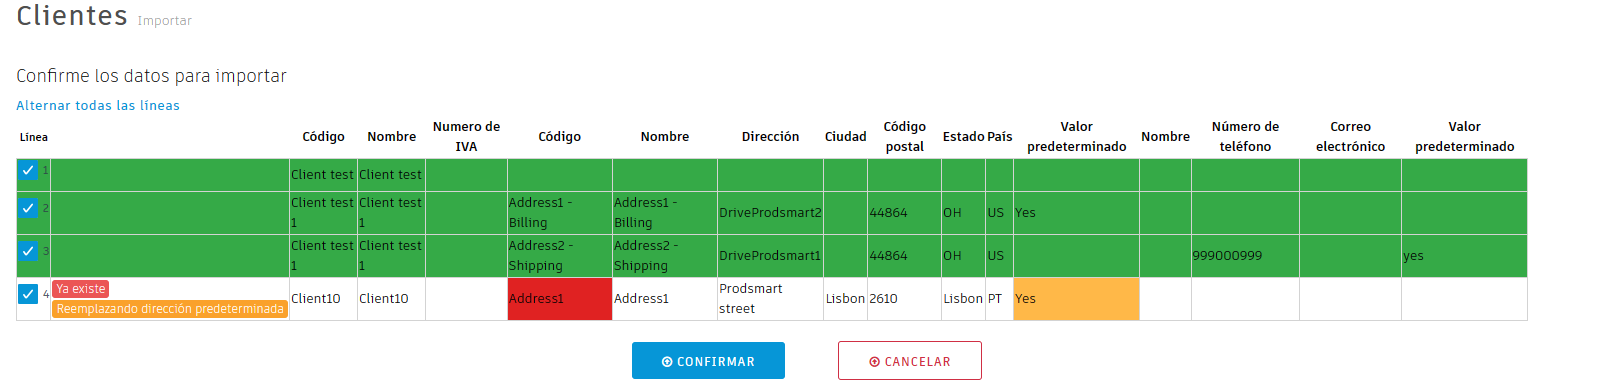 Clientes Importar
Confirme los datos para importar
Alternar todas las líneas
Línea Código Nombre Numero de IVA Código Nombre Dirección Ciudad Código postal Estado País Valor predeterminado Nombre Número de teléfono Correo electrónico Valor predeterminado
1 Client test Client test
2 Client test 1 Client test 1 Address1 - Billing Address1 - Billing DriveProdsmart2 44864 OH US Yes
3 Client test 1 Client test 1 Address2 - Shipping Address2 - Shipping DriveProdsmart1 44864 OH US 999000999 yes
4 Ya existe Reemplazando dirección predeterminada Client10 Client10 Address1 Address1 Prodsmart street Lisbon 2610 Lisbon PT Yes
CONFIRMAR CANCELAR